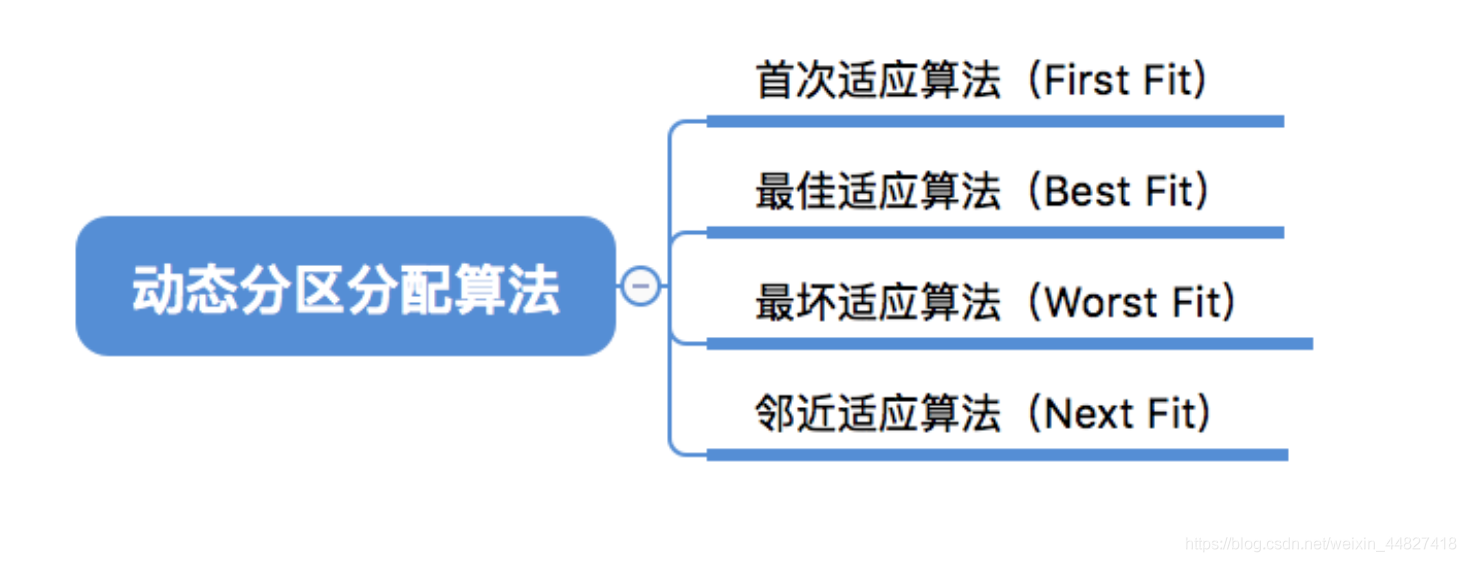 首次适应算法（First Fit）
最佳适应算法（Best Fit）
动态分区分配算法
最坏适应算法（Worst Fit）
邻近适应算法（Next Fit）
https://blog.csdn.net/weixin_44827418